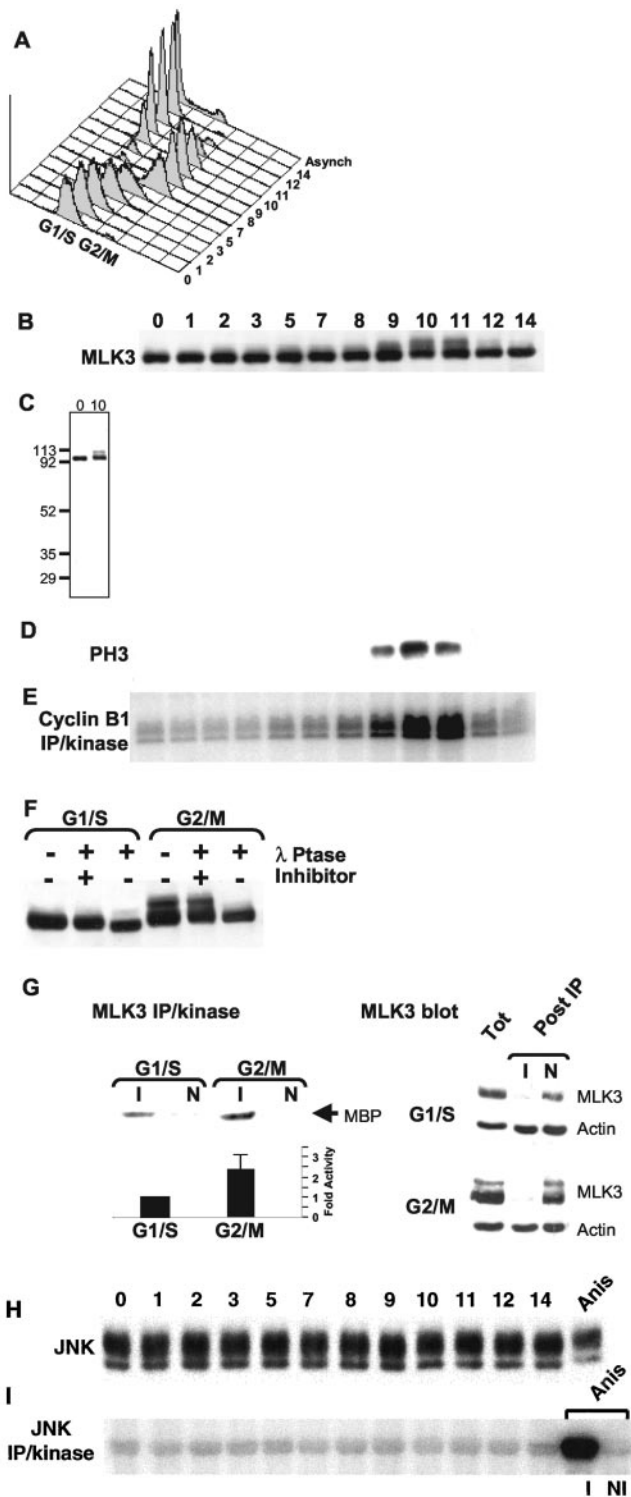 A
Asynch
14
12
11
10
9
8
7
5
3
2
1
0
G1/S G2/M
B
0 1 2 3 5 7 8 9 10 11 12 14
MLK3
C
0 10
113
92
52
35
29
D
PH3
E
Cyclin B1
IP/kinase
F
G1/S G2/M
- + + - + + λ Ptase
- + - - + - Inhibitor
G
MLK3 IP/kinase
G1/S G2/M
I N I N
MBP
3
2
1
0
Fold Activity
G1/S G2/M
MLK3 blot
Tot Post IP
I N
G1/S
MLK3
Actin
G2/M
MLK3
Actin
H
0 1 2 3 5 7 8 9 10 11 12 14 Anis
JNK
I
Anis
JNK
IP/kinase
I NI